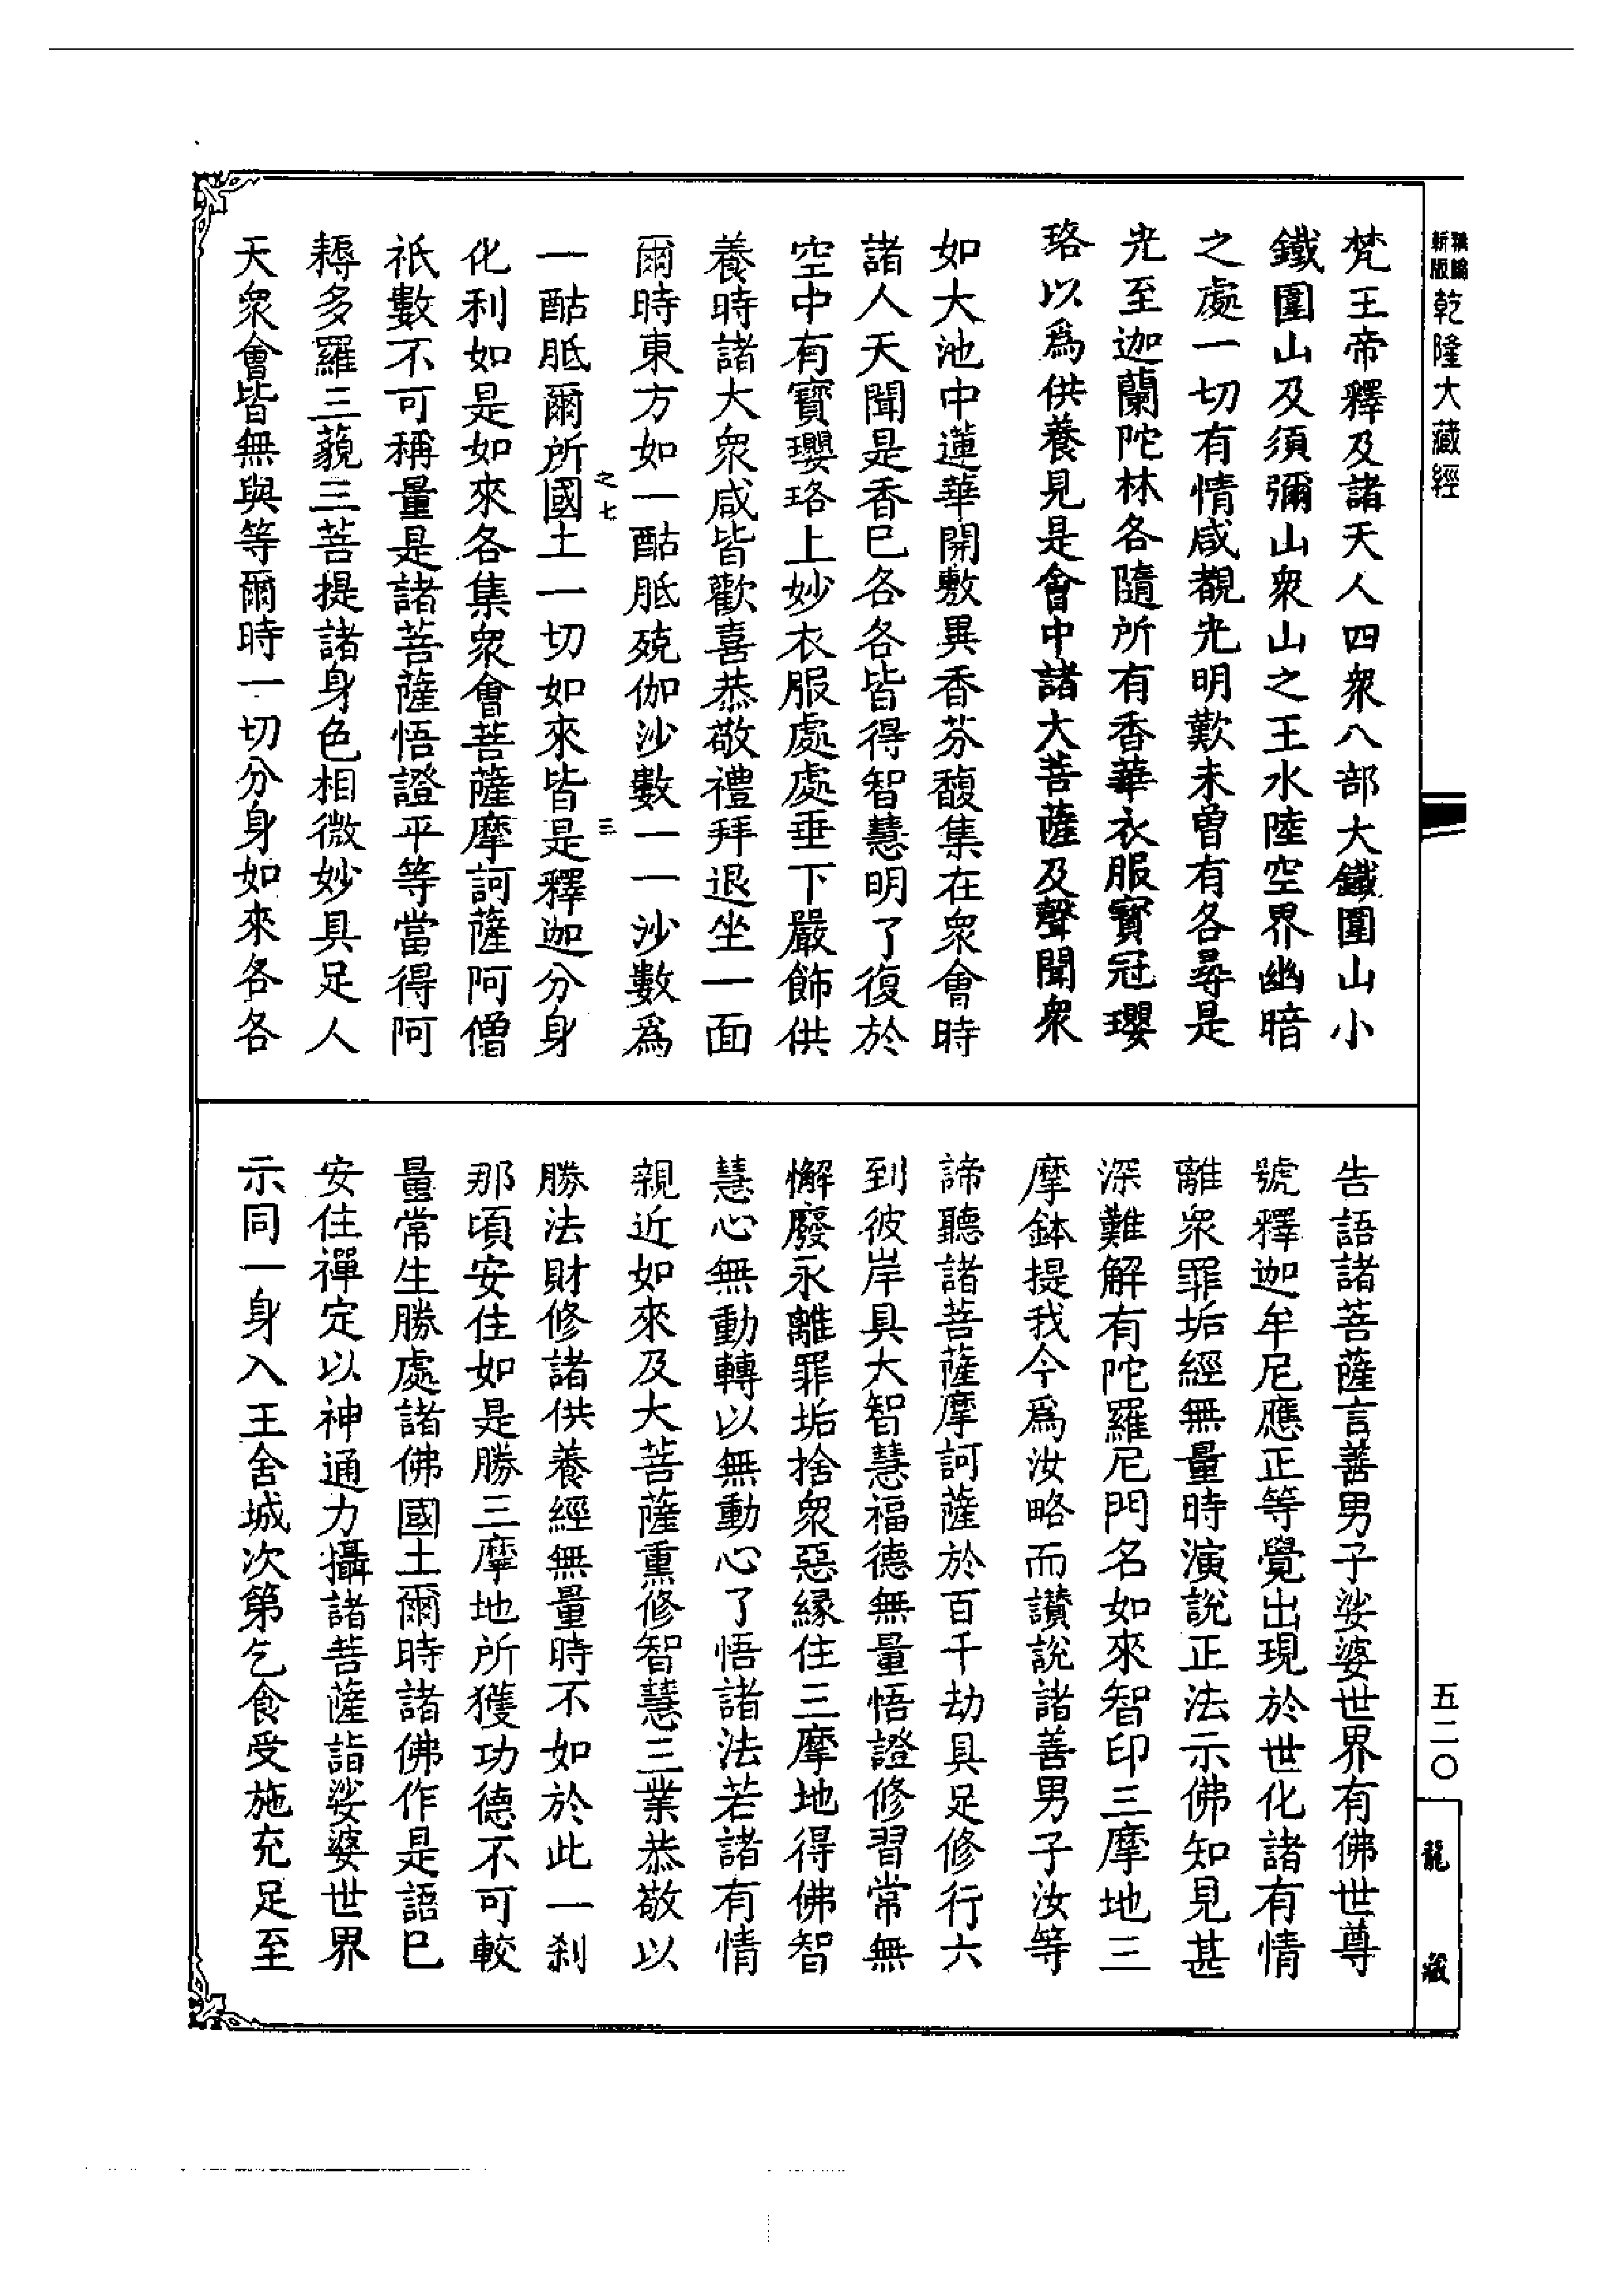 新版
乾隆大藏經
梵王帝釋及諸天人四衆八部大鐵圍山小
鐵圍山及須彌山衆山之王水陸空界幽暗
之處一切有情咸覩光明歎未曾有各尋是
光至迦蘭陀林各隨所有香華衣服寳冠瓔
珞以爲供養見是會中諸大菩薩及聲聞衆
如大池中蓮華開敷異香芬馥集在衆會時
諸人天聞是香巳各各皆得智慧明了復於
空中有寳瓔珞上妙衣服處處垂下嚴飾供
養時諸大衆咸皆歡喜恭敬禮拜退坐一面
爾時東方如一酤胝殑伽沙數一一沙數爲
之七
三
一酤胝爾所國土一切如來皆是釋迦分身
化利如是如來各集衆會菩薩摩訶薩阿僧
祇數不可稱量是諸菩薩悟證平等當得阿
耨多羅三藐三菩提諸身色相微妙具足人
天衆會皆無與等爾時一切分身如來各各
告語諸菩薩言善男子娑婆世界有佛世尊
號釋迦牟尼應正等覺出現於世化諸有情
離衆罪垢經無量時演説正法示佛知見甚
深難解有陀羅尼門名如來智印三摩地三
摩鉢提我今爲汝略而讃説諸善男子汝等
諦聽諸菩薩摩訶薩於百千劫具足修行六
到彼岸具大智慧福德無量悟證修習常無
懈廢永離罪垢捨衆惡緣住三摩地得佛智
慧心無動轉以無動心了悟諸法若諸有情
親近如來及大菩薩熏修智慧三業恭敬以
勝法財修諸供養經無量時不如於此一刹
那頃安住如是勝三摩地所獲功德不可較
量常生勝處諸佛國土爾時諸佛作是語巳
安住禪定以神通力攝諸菩薩詣娑婆世界
示同一身入王舍城次第乞食受施充足至
五二〇
龍藏